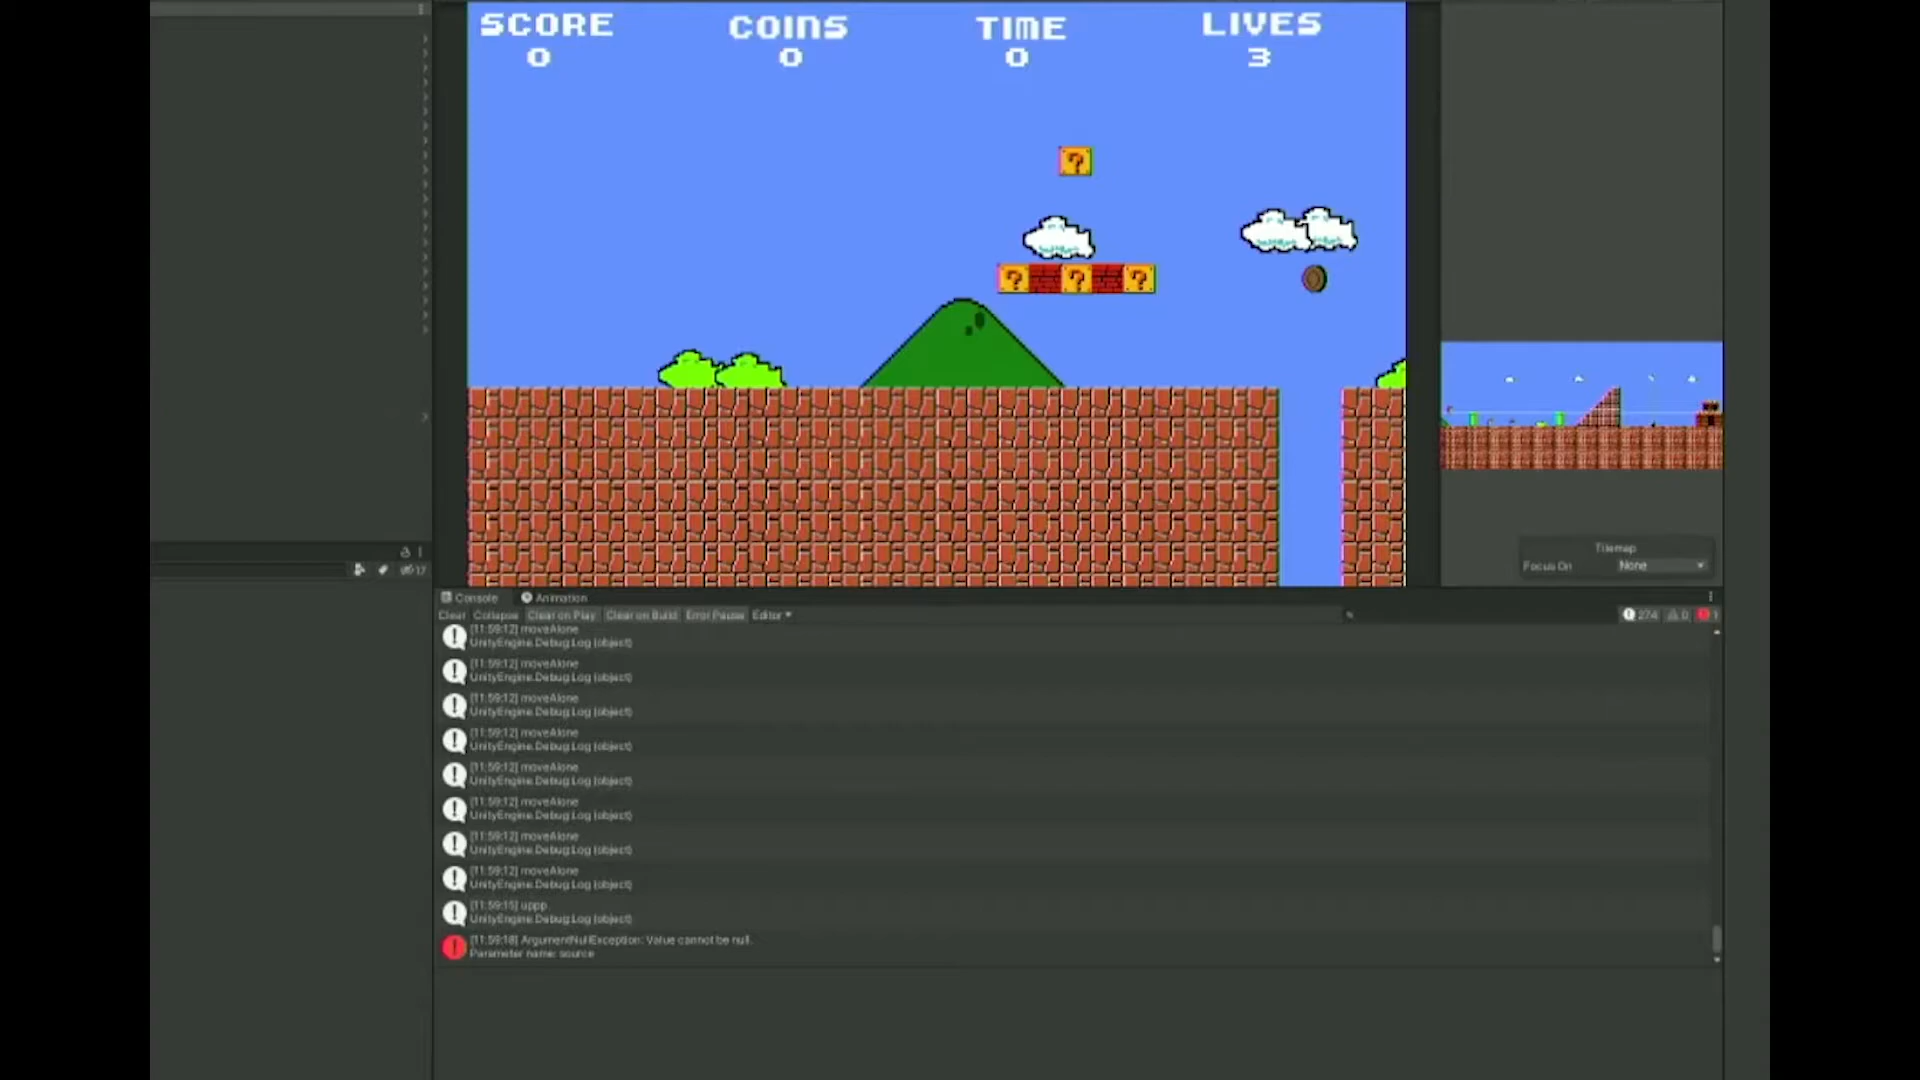 SCORE COINS TIME LIVES
0 0 0 3
?
? ? ?
Tilemap
Focus On None
17
Console Animation
Clear Collapse Clear on Play Clear on Build Error Pause Editor 274 0 1
[11:59:12] moveAlone
UnityEngine.Debug:Log (object)
[11:59:12] moveAlone
UnityEngine.Debug:Log (object)
[11:59:12] moveAlone
UnityEngine.Debug:Log (object)
[11:59:12] moveAlone
UnityEngine.Debug:Log (object)
[11:59:12] moveAlone
UnityEngine.Debug:Log (object)
[11:59:12] moveAlone
UnityEngine.Debug:Log (object)
[11:59:12] moveAlone
UnityEngine.Debug:Log (object)
[11:59:12] moveAlone
UnityEngine.Debug:Log (object)
[11:59:15] uppp
UnityEngine.Debug:Log (object)
[11:59:18] ArgumentNullException: Value cannot be null.
Parameter name: source